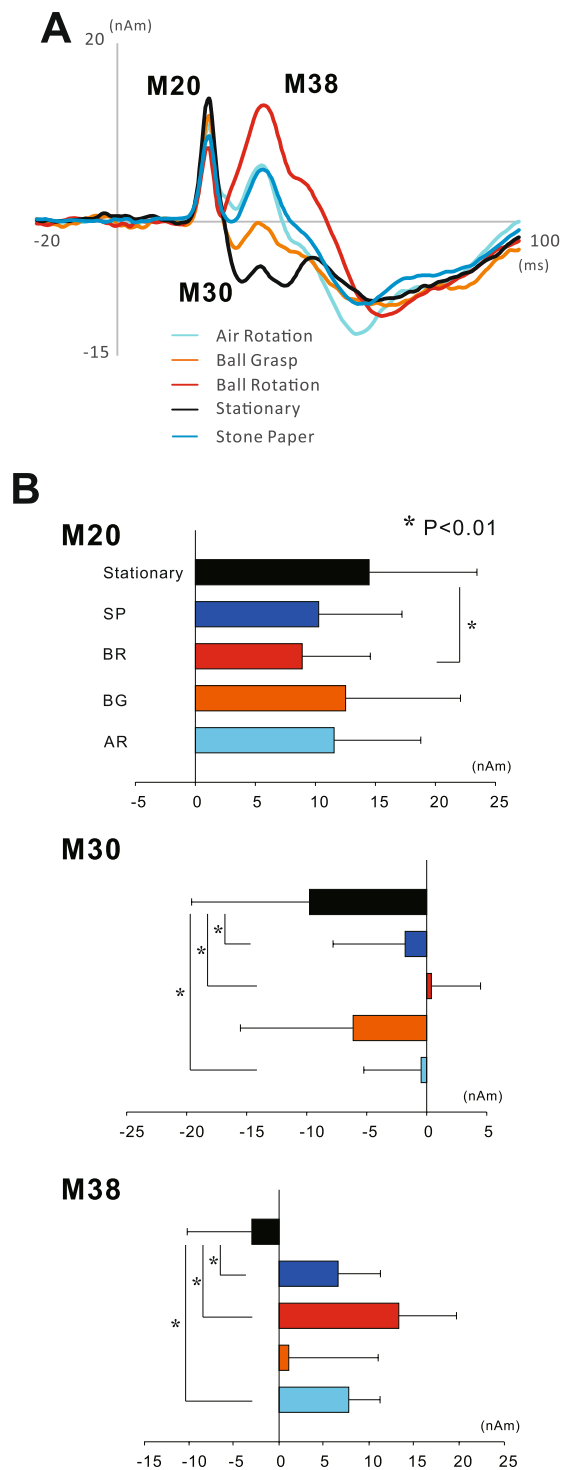 A
20 (nAm)
M20
M38
-20
100
(ms)
M30
-15
Air Rotation
Ball Grasp
Ball Rotation
Stationary
Stone Paper
B
M20
* P<0.01
Stationary
SP
*
BR
BG
AR
(nAm)
-5 0 5 10 15 20 25
M30
*
*
*
(nAm)
-25 -20 -15 -10 -5 0 5
M38
*
*
*
(nAm)
-15 -10 -5 0 5 10 15 20 25